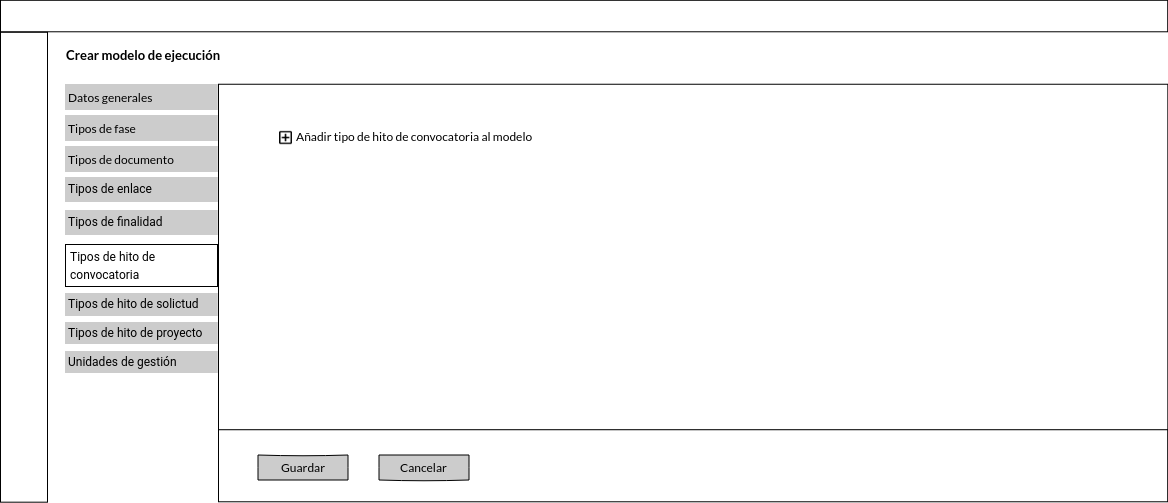 Crear modelo de ejecución
Datos generales
Tipos de fase
Tipos de documento
Tipos de enlace
Tipos de finalidad
Tipos de hito de
convocatoria
Tipos de hito de solictud
Tipos de hito de proyecto
Unidades de gestión
Añadir tipo de hito de convocatoria al modelo
Guardar
Cancelar